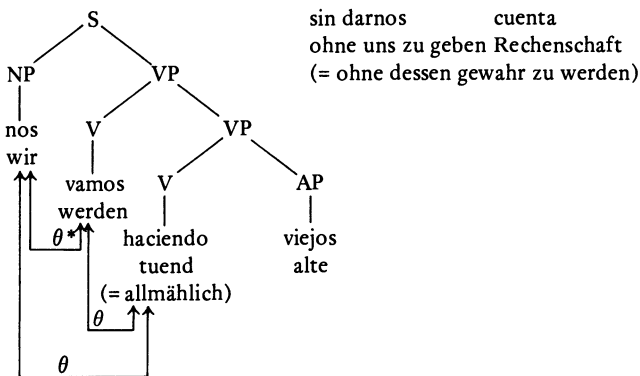 S
sin darnos cuenta
ohne uns zu geben Rechenschaft
(= ohne dessen gewahr zu werden)
NP VP
nos
wir
V VP
vamos
werden
V AP
haciendo
tuend
(= allmählich)
viejos
alte
θ*
θ
θ